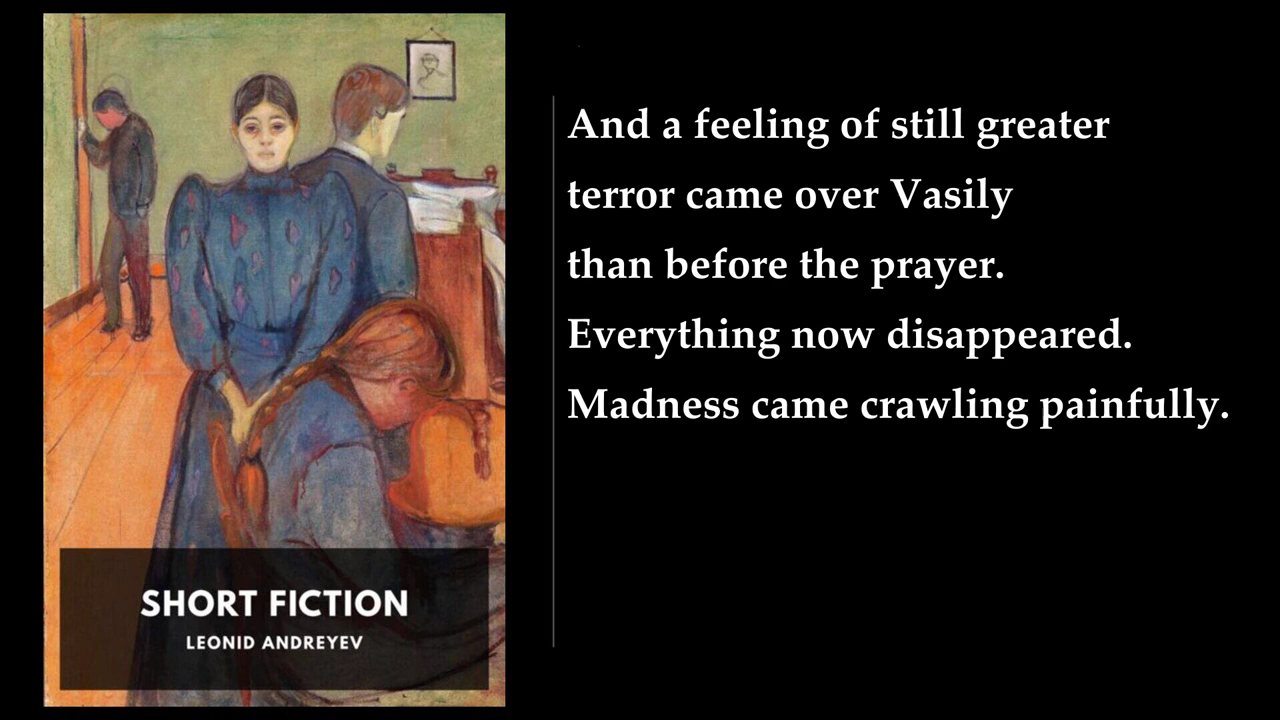 SHORT FICTION
LEONID ANDREYEV
And a feeling of still greater
terror came over Vasily
than before the prayer.
Everything now disappeared.
Madness came crawling painfully.